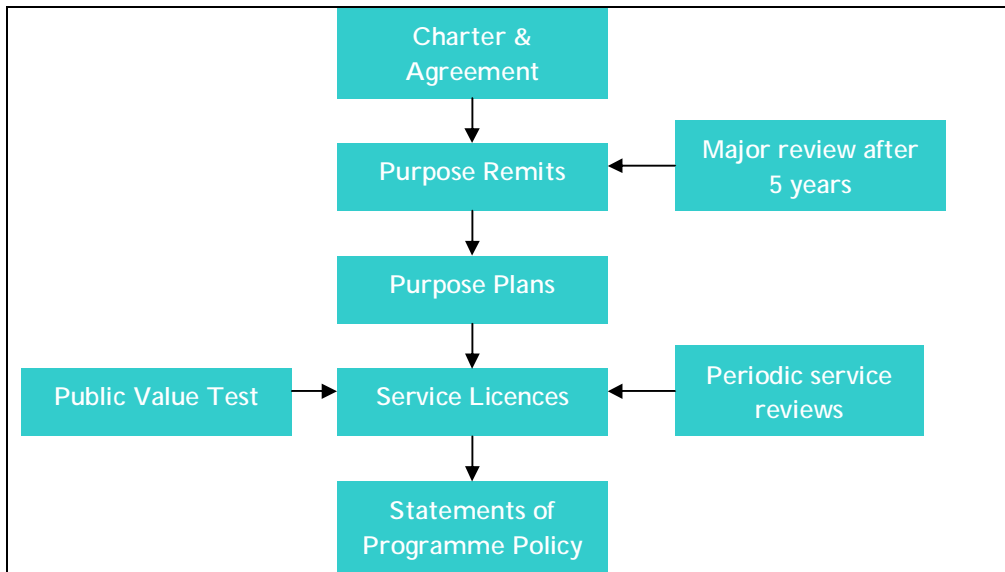 Charter &
Agreement
Purpose Remits
Major review after
5 years
Purpose Plans
Public Value Test
Service Licences
Periodic service
reviews
Statements of
Programme Policy